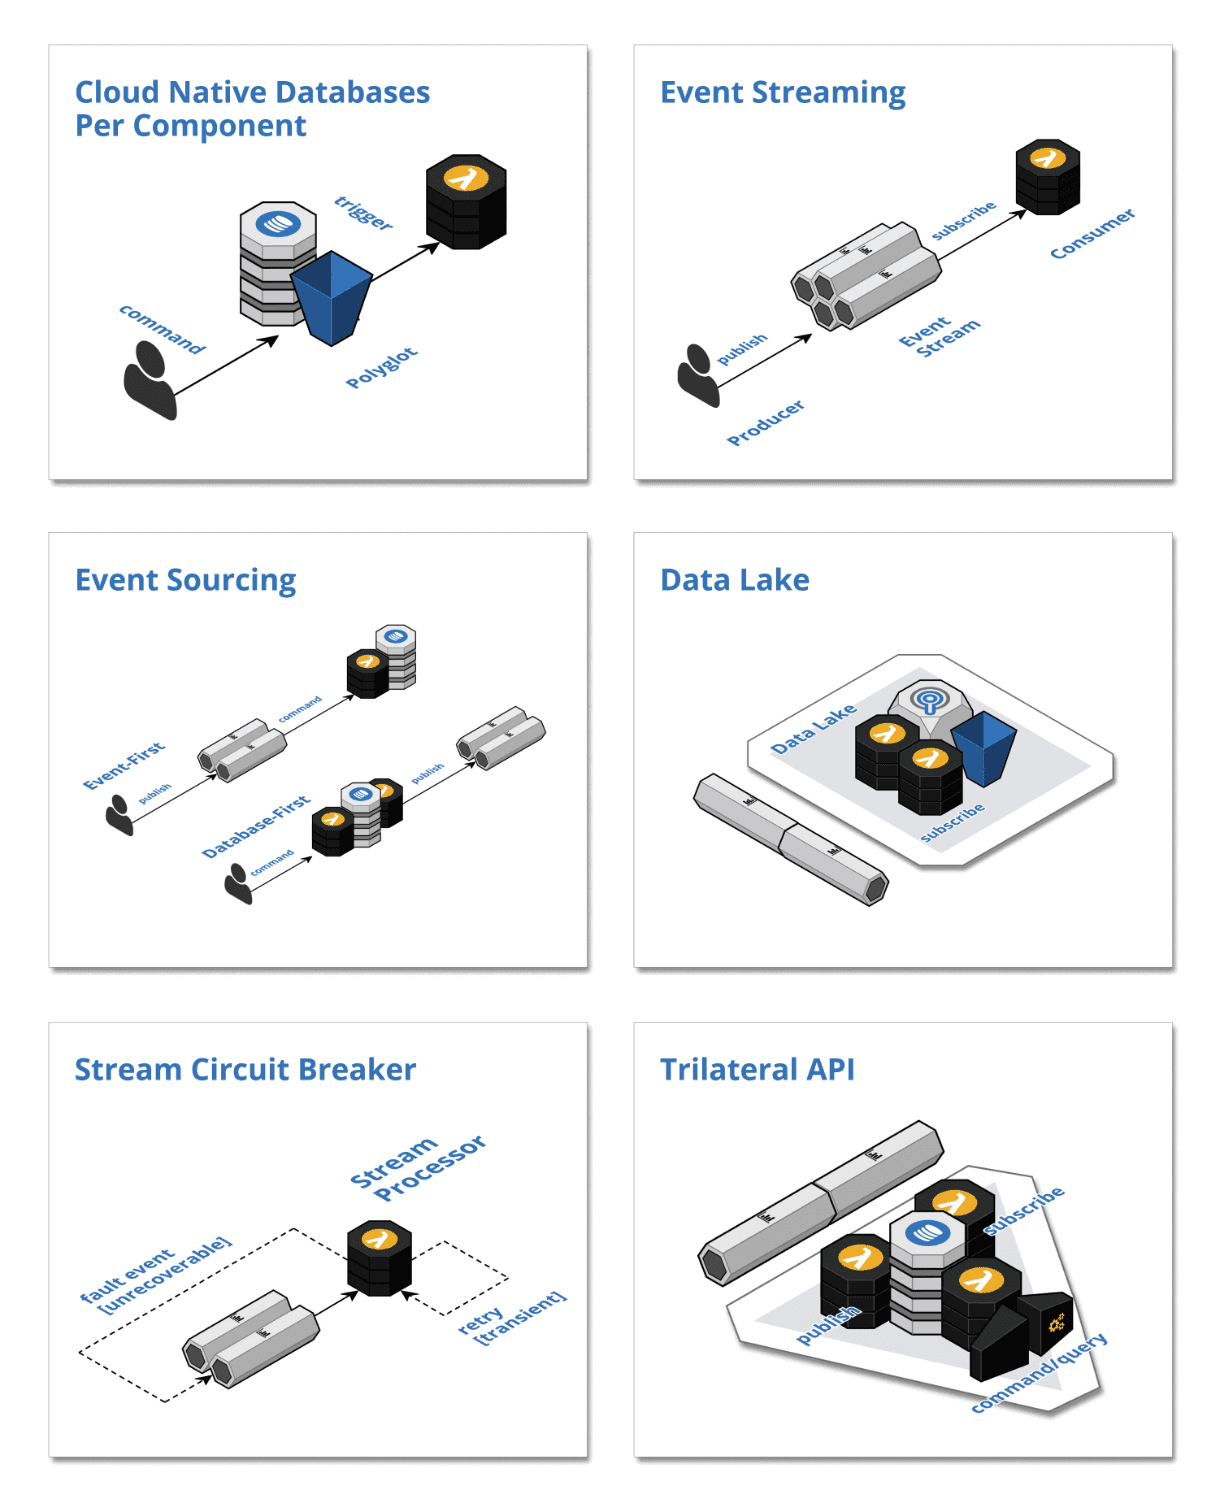 Cloud Native Databases
Per Component
trigger
command
Polyglot
Event Streaming
subscribe
Consumer
publish
Event
Stream
Producer
Event Sourcing
command
Event-First
publish
publish
Database-First
command
Data Lake
Data Lake
subscribe
Stream Circuit Breaker
Stream
Processor
fault event
[unrecoverable]
retry
[transient]
Trilateral API
subscribe
publish
command/query